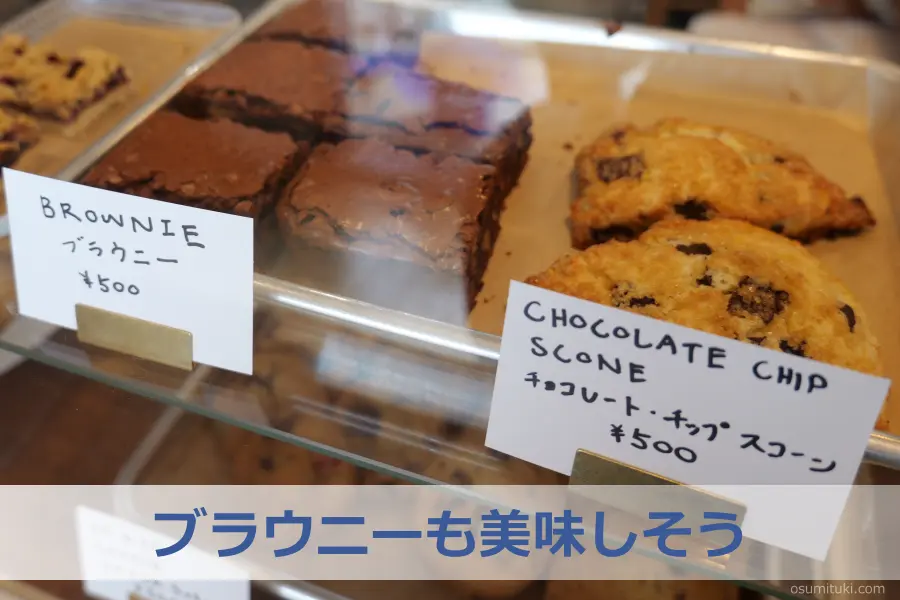 BROWNIE
ブラウニー
¥500
CHOCOLATE CHIP
SCONE
チョコレート・チップスコーン
¥500
ブラウニーも美味しそう
osumituki.com